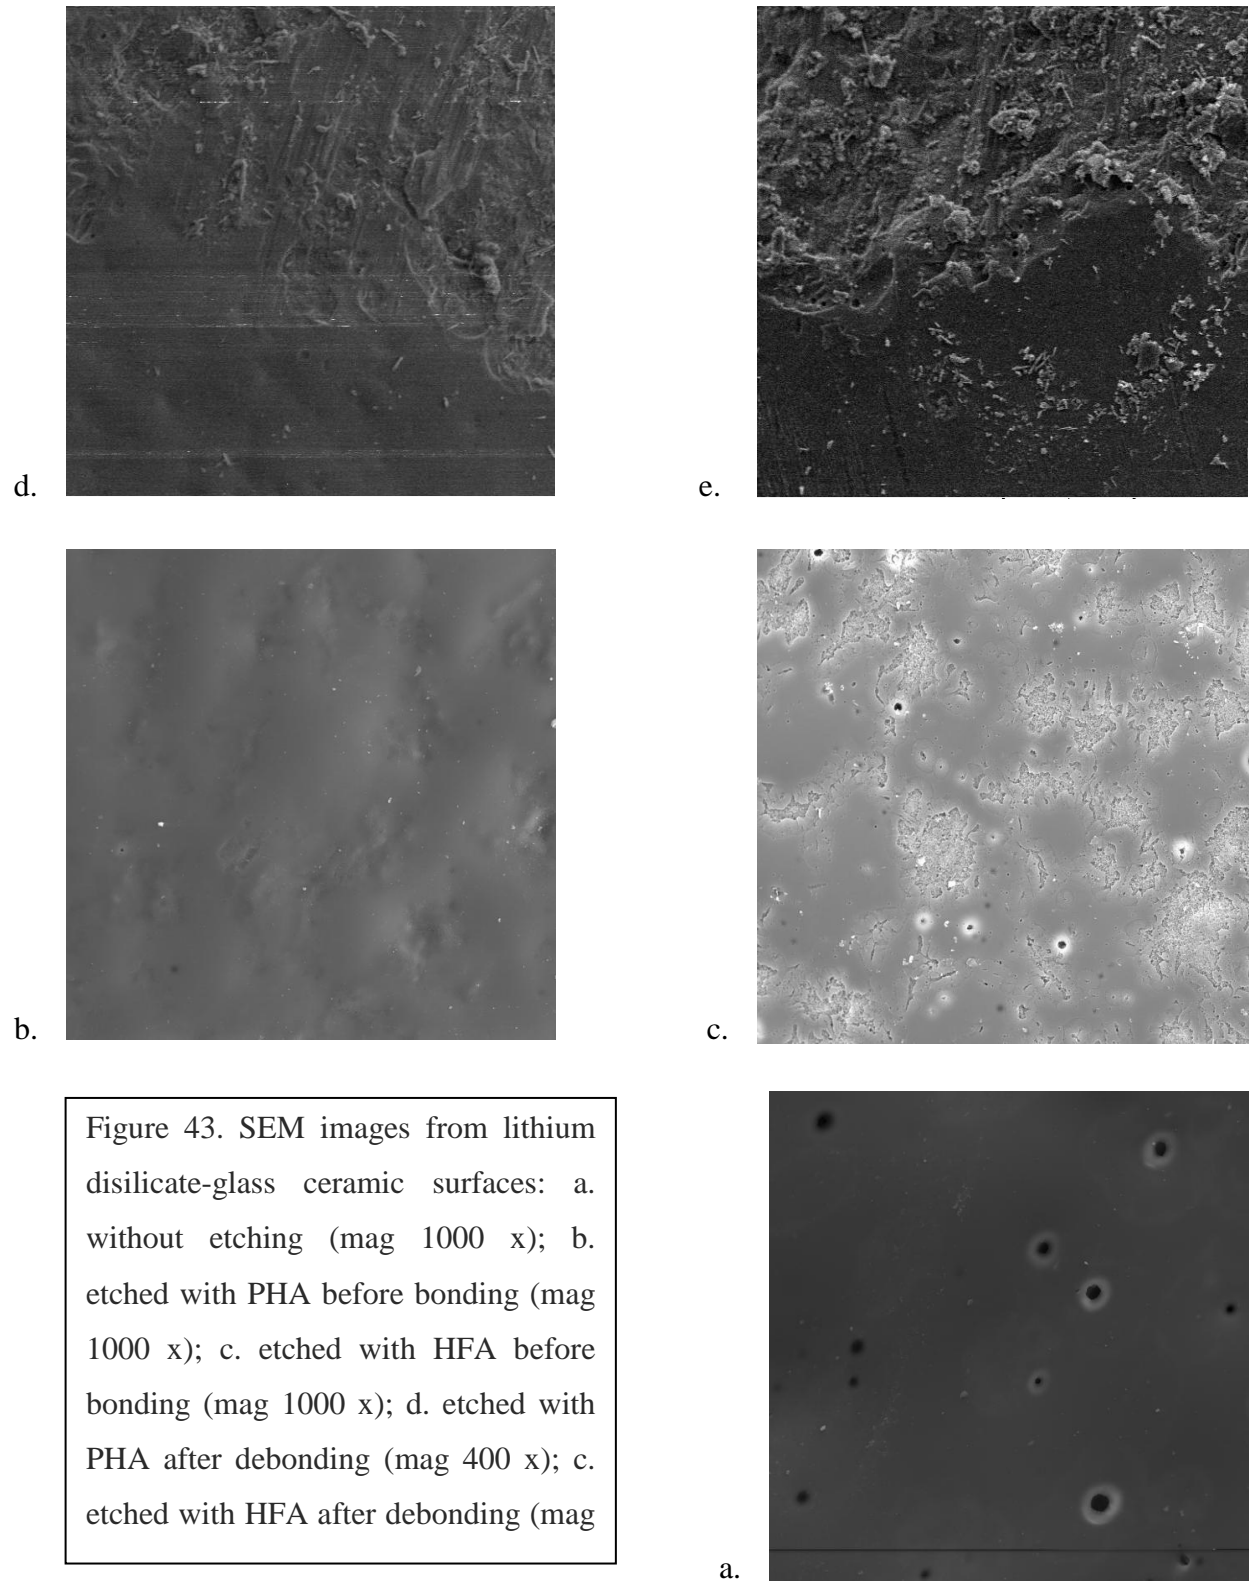 d.
e.
b.
c.
Figure 43. SEM images from lithium
disilicate-glass ceramic surfaces: a.
without etching (mag 1000 x); b.
etched with PHA before bonding (mag
1000 x); c. etched with HFA before
bonding (mag 1000 x); d. etched with
PHA after debonding (mag 400 x); c.
etched with HFA after debonding (mag
a.